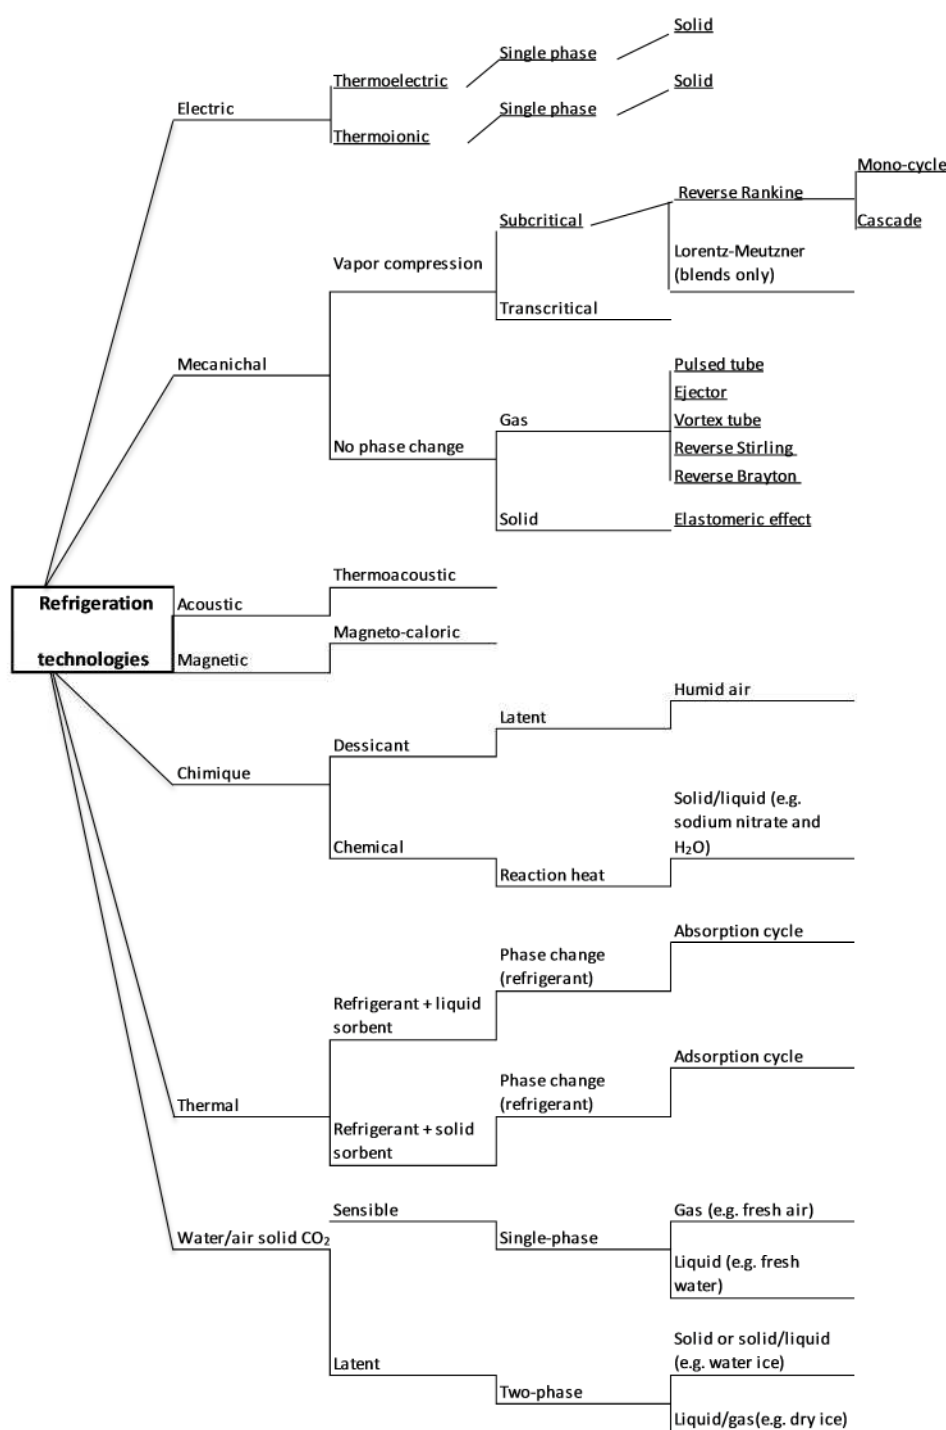 Solid
Single phase
Thermoelectric
Solid
Electric
Single phase
Thermoionic
Mono-cycle
Reverse Rankine
Subcritical
Cascade
Vapor compression
Lorentz-Meutzner
(blends only)
Transcritical
Mecanichal
Pulsed tube
Ejector
Gas
Vortex tube
No phase change
Reverse Stirling
Reverse Brayton
Solid
Elastomeric effect
Thermoacoustic
Refrigeration
technologies
Acoustic
Magneto-caloric
Magnetic
Humid air
Latent
Dessicant
Chimique
Solid/liquid (e.g.
sodium nitrate and
H₂O)
Chemical
Reaction heat
Absorption cycle
Phase change
(refrigerant)
Refrigerant + liquid
sorbent
Adsorption cycle
Phase change
(refrigerant)
Thermal
Refrigerant + solid
sorbent
Sensible
Gas (e.g. fresh air)
Water/air solid CO₂
Single-phase
Liquid (e.g. fresh
water)
Solid or solid/liquid
(e.g. water ice)
Latent
Two-phase
Liquid/gas(e.g. dry ice)